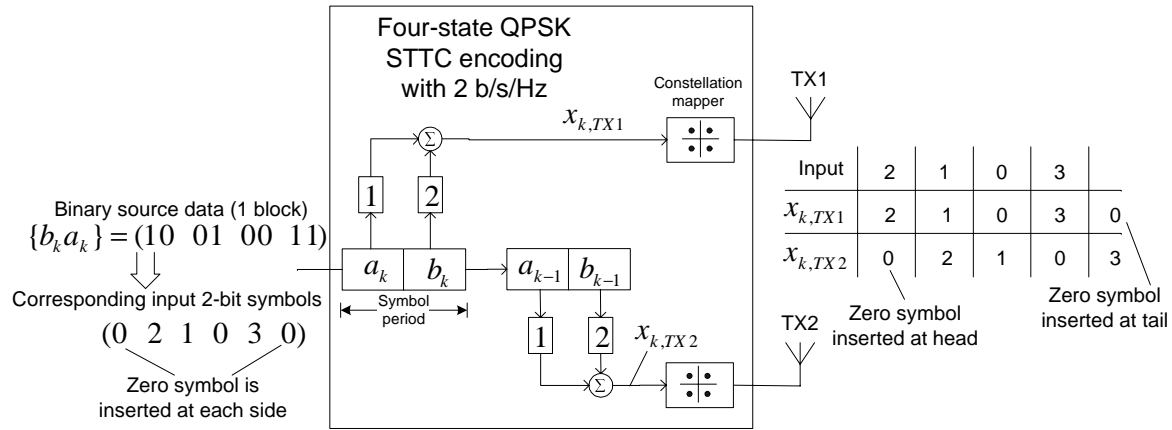 Four-state QPSK
STTC encoding
with 2 b/s/Hz
Constellation
mapper
TX1
x_{k,TX1}
Σ
1
2
Binary source data (1 block)
{b_k a_k} = (10 01 00 11)
Corresponding input 2-bit symbols
(0 2 1 0 3 0)
Zero symbol is
inserted at each side
a_k b_k
Symbol
period
a_{k-1} b_{k-1}
1
2
Σ
x_{k,TX2}
TX2
Input 2 1 0 3
x_{k,TX1} 2 1 0 3 0
x_{k,TX2} 0 2 1 0 3
Zero symbol
inserted at head
Zero symbol
inserted at tail